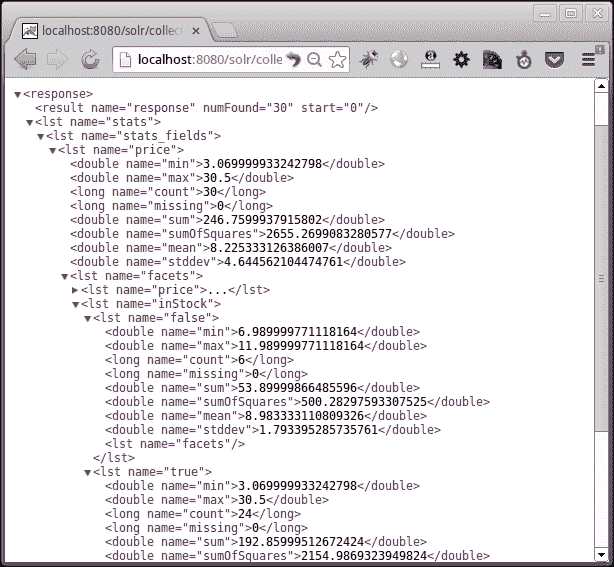 localhost:8080/solr/collec
localhost:8080/solr/colle
<response>
<result name="response" numFound="30" start="0"/>
<lst name="stats">
<lst name="stats_fields">
<lst name="price">
<double name="min">3.069999933242798</double>
<double name="max">30.5</double>
<long name="count">30</long>
<long name="missing">0</long>
<double name="sum">246.7599937915802</double>
<double name="sumOfSquares">2655.2699083280577</double>
<double name="mean">8.225333126386007</double>
<double name="stddev">4.644562104474761</double>
<lst name="facets">
<lst name="price">...</lst>
<lst name="inStock">
<lst name="false">
<double name="min">6.989999771118164</double>
<double name="max">11.989999771118164</double>
<long name="count">6</long>
<long name="missing">0</long>
<double name="sum">53.89999866485596</double>
<double name="sumOfSquares">500.28297593307525</double>
<double name="mean">8.983333110809326</double>
<double name="stddev">1.793395285735761</double>
<lst name="facets"/>
</lst>
<lst name="true">
<double name="min">3.069999933242798</double>
<double name="max">30.5</double>
<long name="count">24</long>
<long name="missing">0</long>
<double name="sum">192.85999512672424</double>
<double name="sumOfSquares">2154.9869323949824</double>